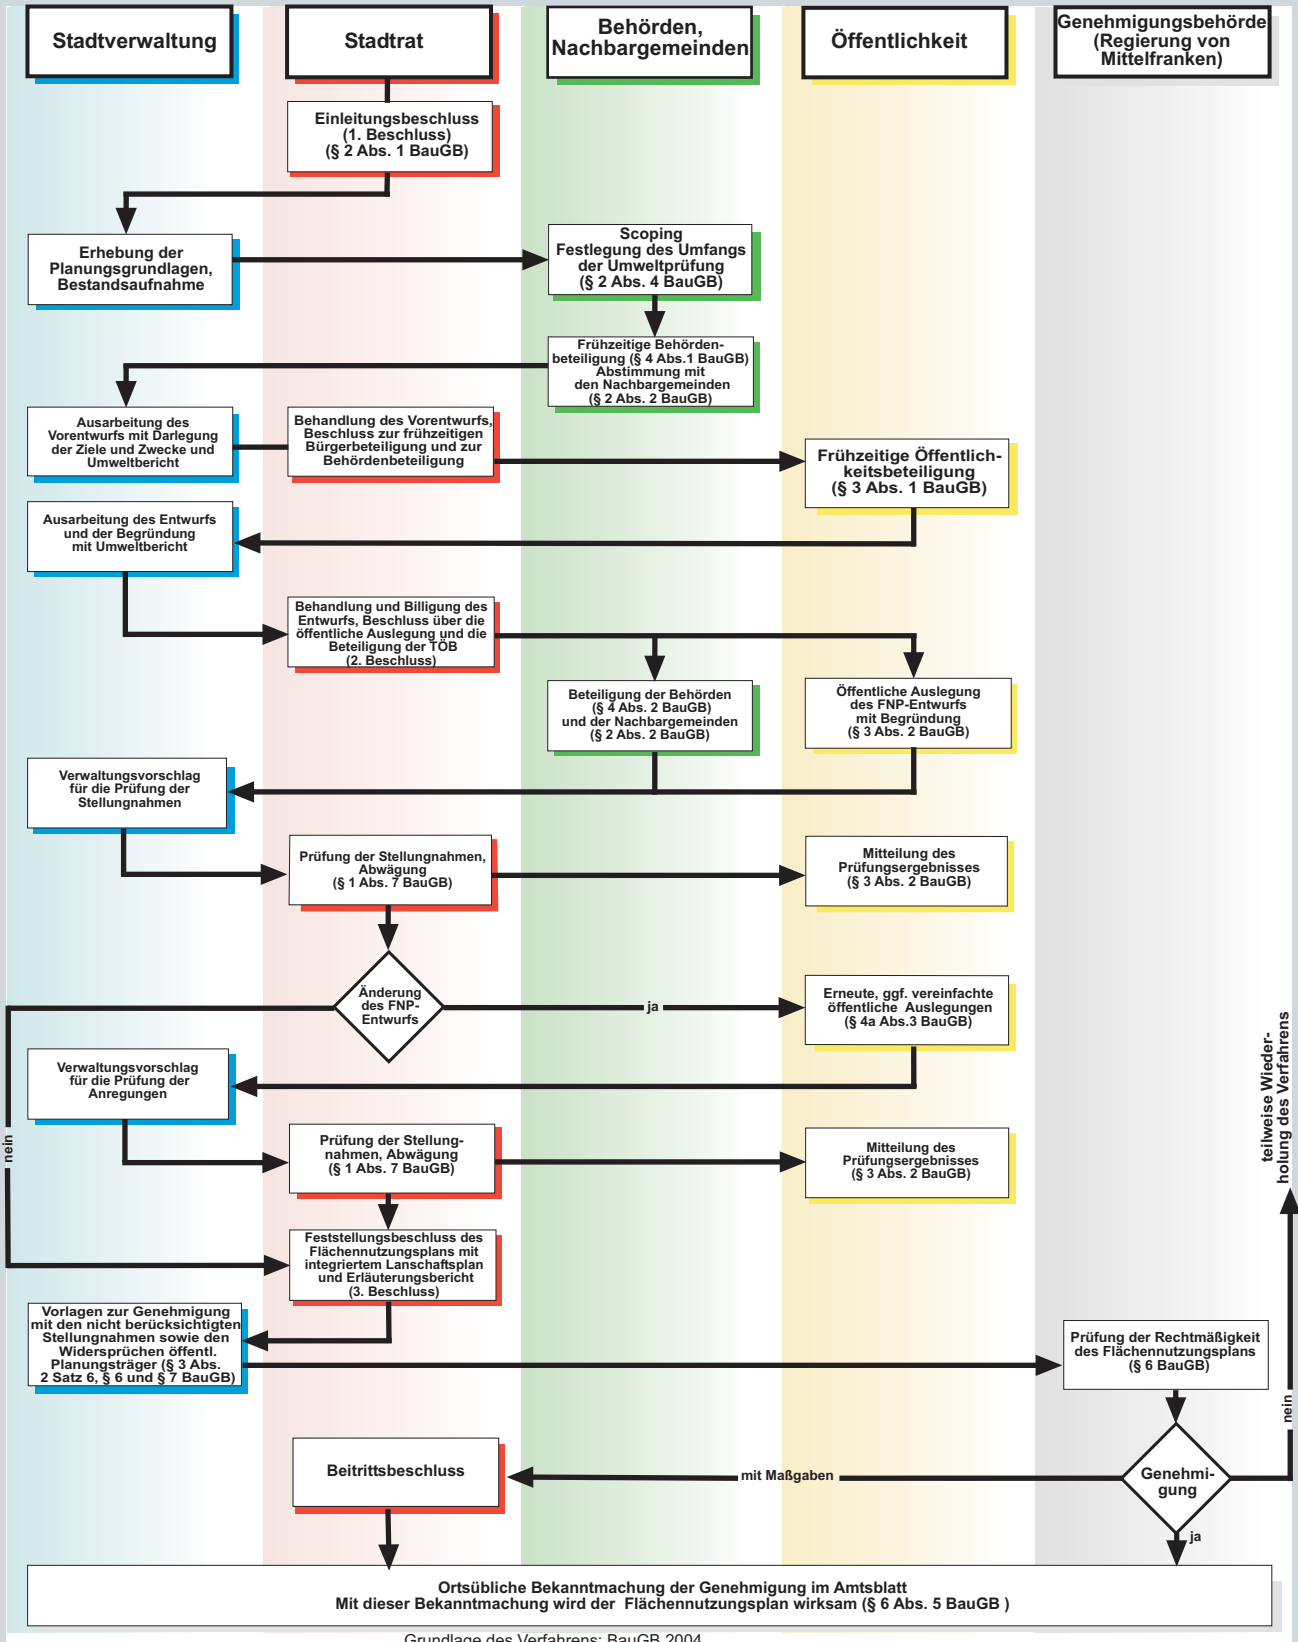 Stadtverwaltung
Stadtrat
Behörden,
Nachbargemeinden
Öffentlichkeit
Genehmigungsbehörde
(Regierung von
Mittelfranken)
Einleitungsbeschluss
(1. Beschluss)
(§ 2 Abs. 1 BauGB)
Erhebung der
Planungsgrundlagen,
Bestandsaufnahme
Scoping
Festlegung des Umfangs
der Umweltprüfung
(§ 2 Abs. 4 BauGB)
Frühzeitige Behörden-
beteiligung (§ 4 Abs.1 BauGB)
Abstimmung mit
den Nachbargemeinden
(§ 2 Abs. 2 BauGB)
Ausarbeitung des
Vorentwurfs mit Darlegung
der Ziele und Zwecke und
Umweltbericht
Behandlung des Vorentwurfs,
Beschluss zur frühzeitigen
Bürgerbeteiligung und zur
Behördenbeteiligung
Frühzeitige Öffentlich-
keitsbeteiligung
(§ 3 Abs. 1 BauGB)
Ausarbeitung des Entwurfs
und der Begründung
mit Umweltbericht
Behandlung und Billigung des
Entwurfs, Beschluss über die
öffentliche Auslegung und die
Beteiligung der TÖB
(2. Beschluss)
Beteiligung der Behörden
(§ 4 Abs. 2 BauGB)
und der Nachbargemeinden
(§ 2 Abs. 2 BauGB)
Öffentliche Auslegung
des FNP-Entwurfs
mit Begründung
(§ 3 Abs. 2 BauGB)
Verwaltungsvorschlag
für die Prüfung der
Stellungnahmen
Prüfung der Stellungnahmen,
Abwägung
(§ 1 Abs. 7 BauGB)
Mitteilung des
Prüfungsergebnisses
(§ 3 Abs. 2 BauGB)
Änderung
des FNP-
Entwurfs
ja
Erneute, ggf. vereinfachte
öffentliche Auslegungen
(§ 4a Abs.3 BauGB)
Verwaltungsvorschlag
für die Prüfung der
Anregungen
nein
Prüfung der Stellung-
nahmen, Abwägung
(§ 1 Abs. 7 BauGB)
Mitteilung des
Prüfungsergebnisses
(§ 3 Abs. 2 BauGB)
teilweise Wieder-
holung des Verfahrens
Feststellungsbeschluss des
Flächennutzungsplans mit
integriertem Lanschaftsplan
und Erläuterungsbericht
(3. Beschluss)
Vorlagen zur Genehmigung
mit den nicht berücksichtigten
Stellungnahmen sowie den
Widersprüchen öffentl.
Planungsträger (§ 3 Abs.
2 Satz 6, § 6 und § 7 BauGB)
Prüfung der Rechtmäßigkeit
des Flächennutzungsplans
(§ 6 BauGB)
nein
Beitrittsbeschluss
mit Maßgaben
Genehmi-
gung
ja
Ortsübliche Bekanntmachung der Genehmigung im Amtsblatt
Mit dieser Bekanntmachung wird der Flächennutzungsplan wirksam (§ 6 Abs. 5 BauGB )
Grundlage des Verfahrens: BauGB 2004